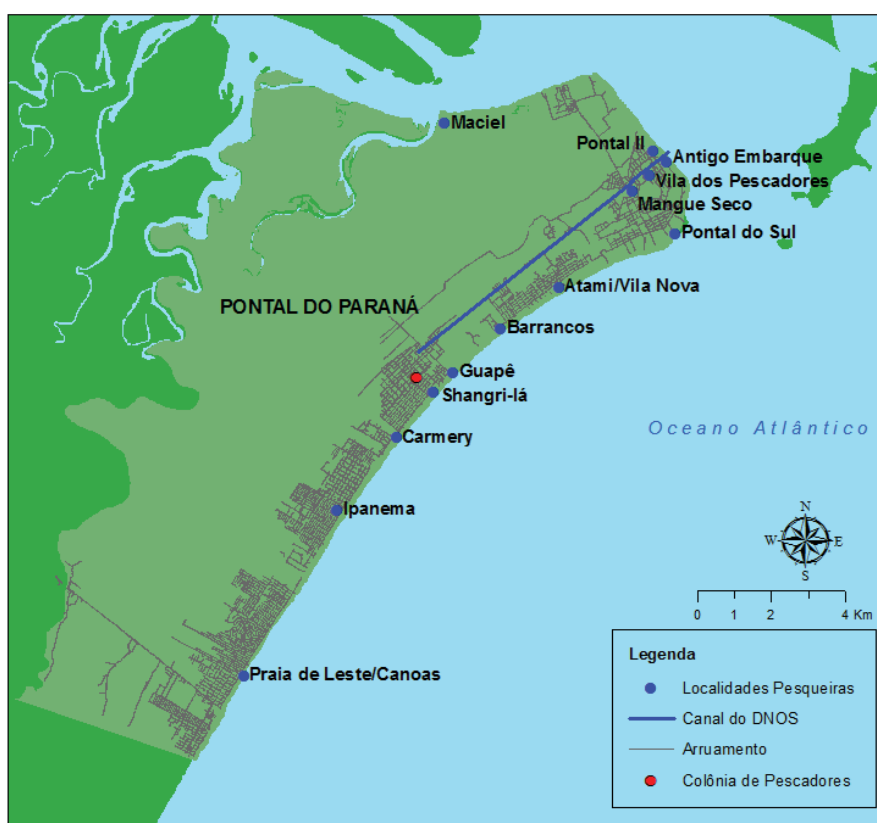 Maciel
Pontal II
Antigo Embarque
Vila dos Pescadores
Mangue Seco
Pontal do Sul
Atami/Vila Nova
PONTAL DO PARANÁ
Barrancos
Guapê
Shangri-lá
Carmery
Oceano Atlântico
Ipanema
N
W E
S
0 1 2 4 Km
Praia de Leste/Canoas
Legenda
Localidades Pesqueiras
Canal do DNOS
Arruamento
Colônia de Pescadores